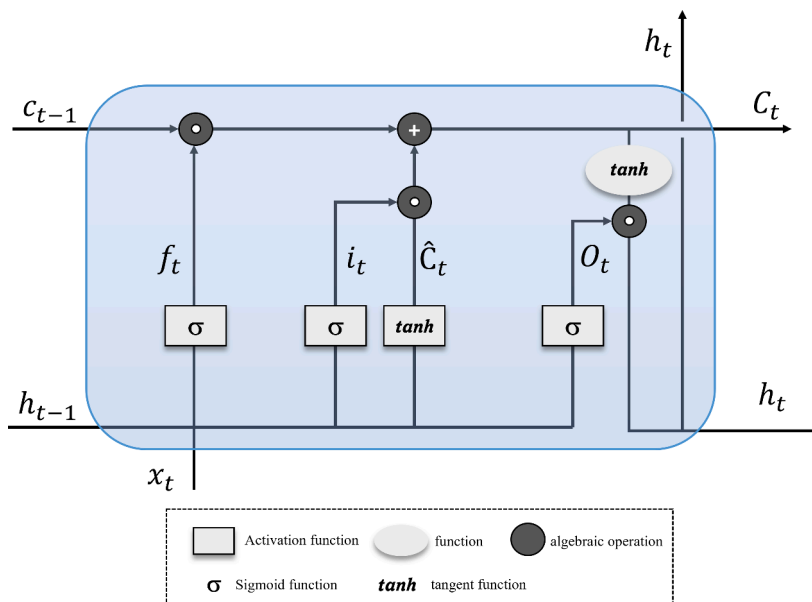 h_t
c_{t−1}
C_t
+
tanh
f_t
i_t
Ĉ_t
O_t
σ
σ
tanh
σ
h_{t−1}
h_t
x_t
Activation function
function
algebraic operation
σ Sigmoid function
tanh tangent function